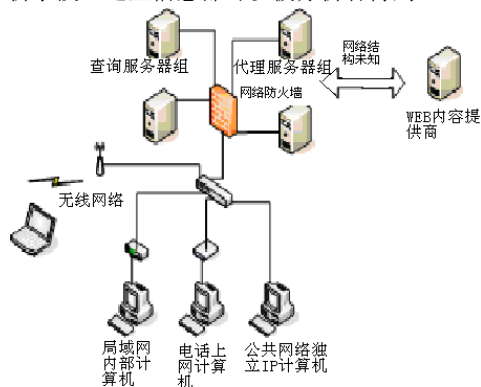 查询服务器组
代理服务器组
网络结
构未知
网络防火墙
WEB内容提
供商
无线网络
局域网
内部计
算机
电话上
网计算
机
公共网络独
立IP计算机